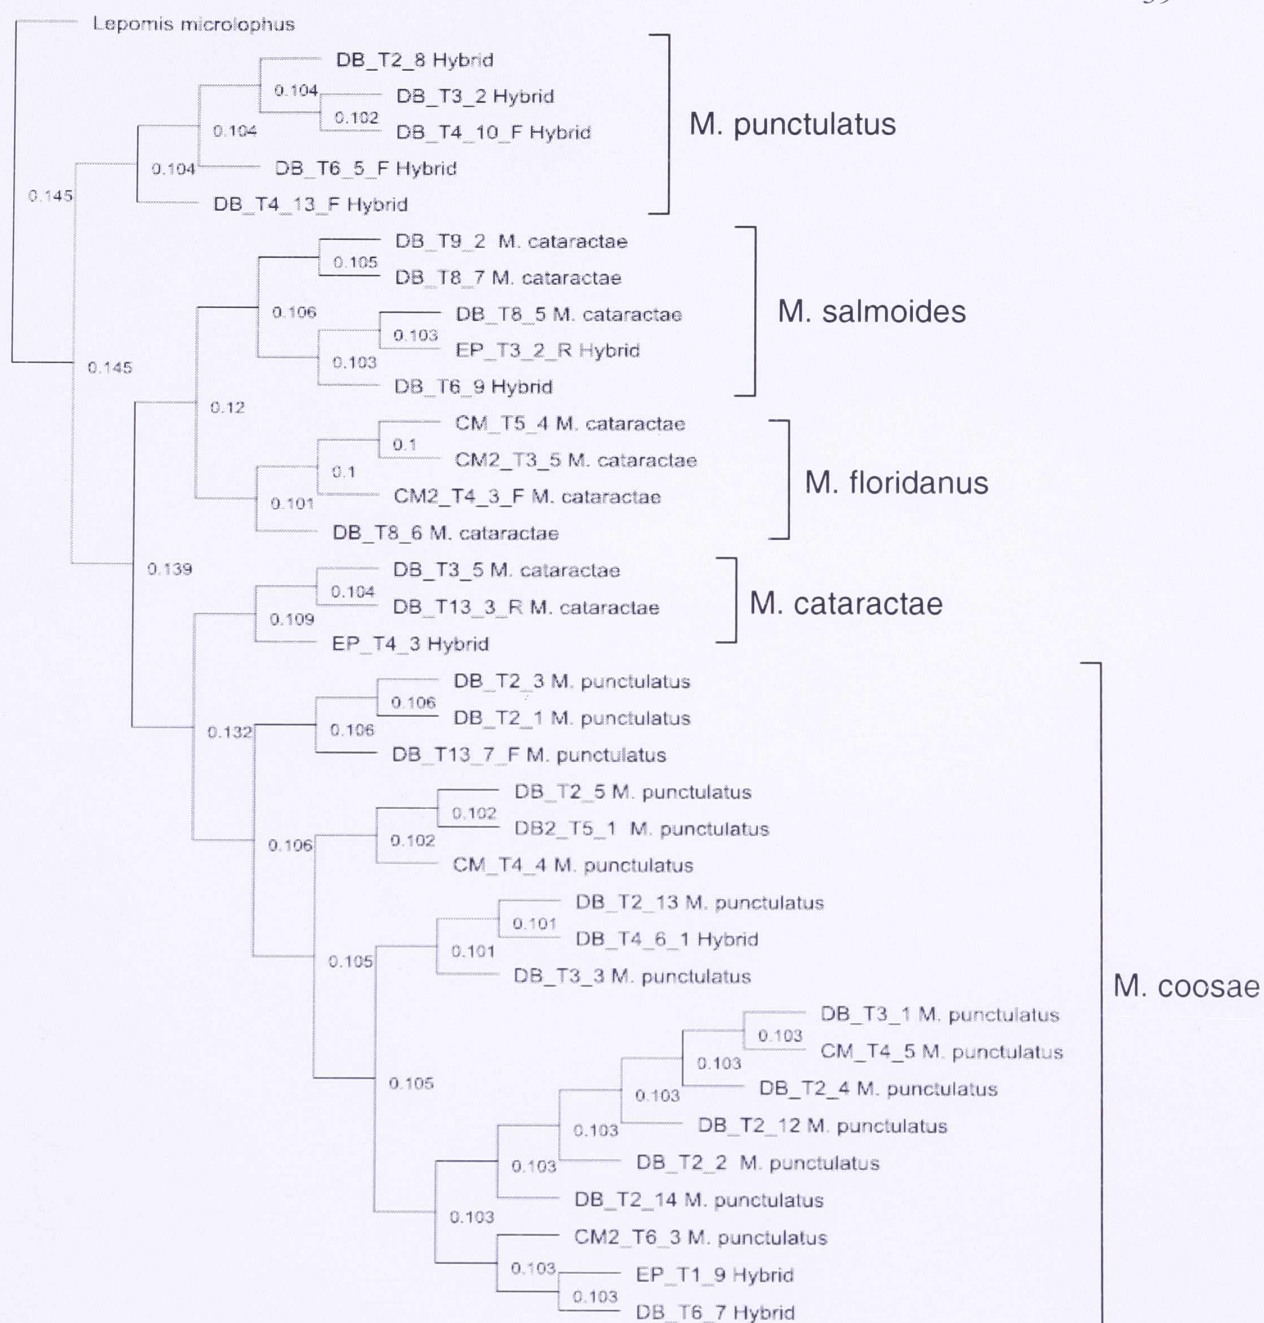 Lepomis microlophus
DB_T2_8 Hybrid
0.104
DB_T3_2 Hybrid
0.102
DB_T4_10_F Hybrid
0.104
M. punctulatus
0.104
DB_T6_5_F Hybrid
0.145
DB_T4_13_F Hybrid
DB_T9_2 M. cataractae
0.105
DB_T8_7 M. cataractae
0.106
DB_T8_5 M. cataractae
M. salmoides
0.103
EP_T3_2_R Hybrid
0.103
0.145
DB_T6_9 Hybrid
0.12
CM_T5_4 M. cataractae
0.1
CM2_T3_5 M. cataractae
0.1
M. floridanus
CM2_T4_3_F M. cataractae
0.101
DB_T8_6 M. cataractae
0.139
DB_T3_5 M. cataractae
0.104
DB_T13_3_R M. cataractae
M. cataractae
0.109
EP_T4_3 Hybrid
DB_T2_3 M. punctulatus
0.106
DB_T2_1 M. punctulatus
0.132
0.106
DB_T13_7_F M. punctulatus
DB_T2_5 M. punctulatus
0.102
DB2_T5_1 M. punctulatus
0.106
0.102
CM_T4_4 M. punctulatus
DB_T2_13 M. punctulatus
0.101
DB_T4_6_1 Hybrid
0.105
0.101
DB_T3_3 M. punctulatus
M. coosae
DB_T3_1 M. punctulatus
0.103
CM_T4_5 M. punctulatus
0.103
0.105
DB_T2_4 M. punctulatus
0.103
DB_T2_12 M. punctulatus
0.103
DB_T2_2 M. punctulatus
0.103
DB_T2_14 M. punctulatus
0.103
CM2_T6_3 M. punctulatus
0.103
EP_T1_9 Hybrid
0.103
DB_T6_7 Hybrid